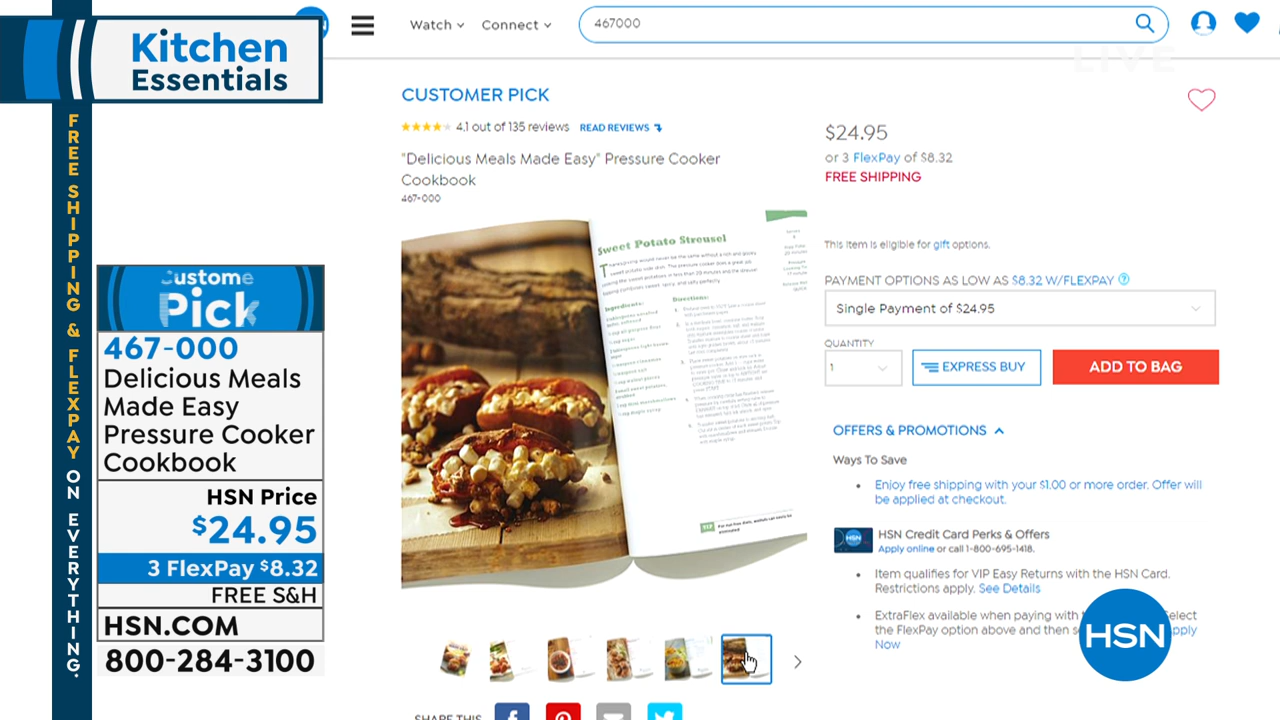 Kitchen
Essentials
FREE SHIPPING & FLEXPAY ON EVERYTHING.
Custome
Pick
467-000
Delicious Meals
Made Easy
Pressure Cooker
Cookbook
HSN Price
$24.95
3 FlexPay $8.32
FREE S&H
HSN.COM
800-284-3100
Watch
Connect
467000
LIVE
CUSTOMER PICK
4.1 out of 135 reviews
READ REVIEWS
"Delicious Meals Made Easy" Pressure Cooker
Cookbook
467-000
Sweet Potato Streusel
Ingredients:
Directions:
TIP
$24.95
or 3 FlexPay of $8.32
FREE SHIPPING
This item is eligible for gift options.
PAYMENT OPTIONS AS LOW AS $8.32 W/FLEXPAY ?
Single Payment of $24.95
QUANTITY
1
EXPRESS BUY
ADD TO BAG
OFFERS & PROMOTIONS
Ways To Save
• Enjoy free shipping with your $1.00 or more order. Offer will
be applied at checkout.
HSN
HSN Credit Card Perks & Offers
Apply online or call 1-800-695-1418.
• Item qualifies for VIP Easy Returns with the HSN Card.
Restrictions apply. See Details
• ExtraFlex available when paying with
Select
the FlexPay option above and then
Apply
Now
HSN
SHARE THIS